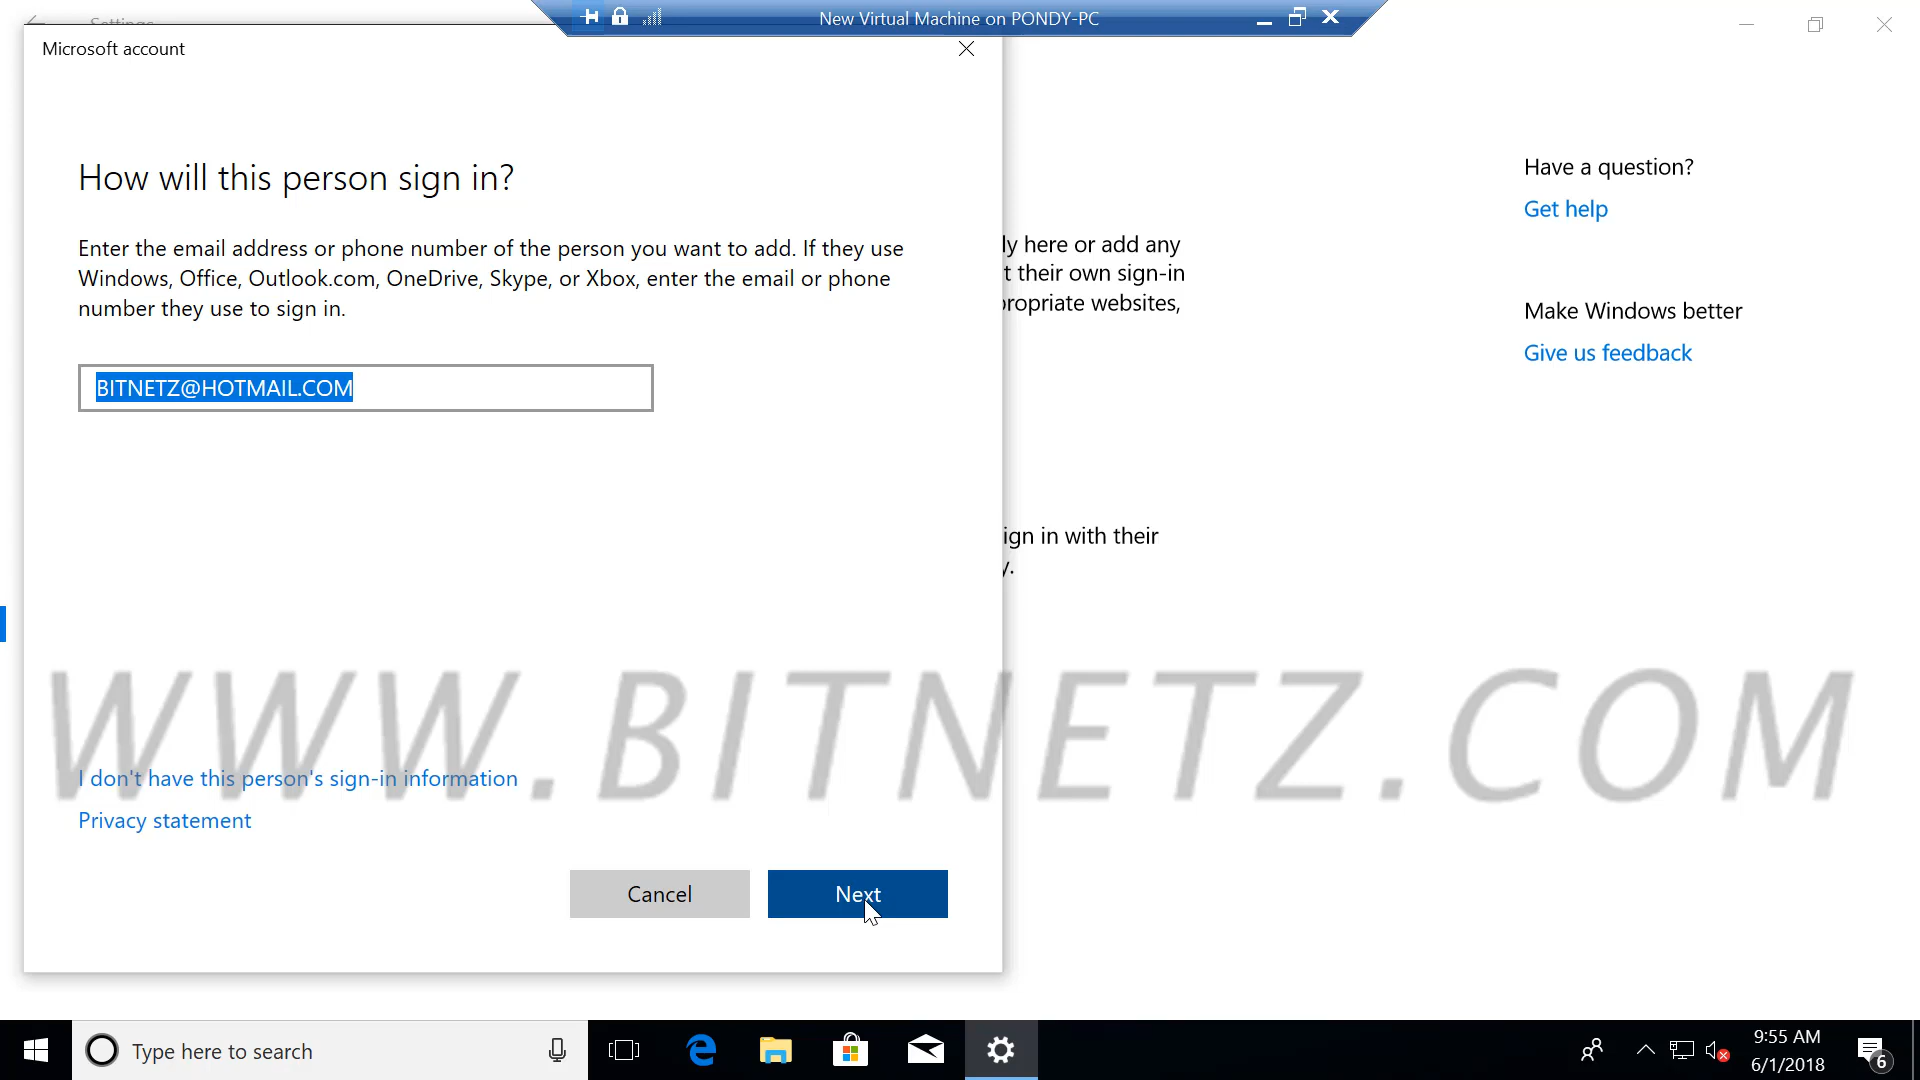 Settings
New Virtual Machine on PONDY-PC
Microsoft account
How will this person sign in?
Enter the email address or phone number of the person you want to add. If they use
Windows, Office, Outlook.com, OneDrive, Skype, or Xbox, enter the email or phone
number they use to sign in.
BITNETZ@HOTMAIL.COM
I don't have this person's sign-in information
Privacy statement
Cancel
Next
here or add any
their own sign-in
websites,
in with their
Have a question?
Get help
Make Windows better
Give us feedback
WWW.BITNETZ.COM
Type here to search
9:55 AM
6/1/2018
6